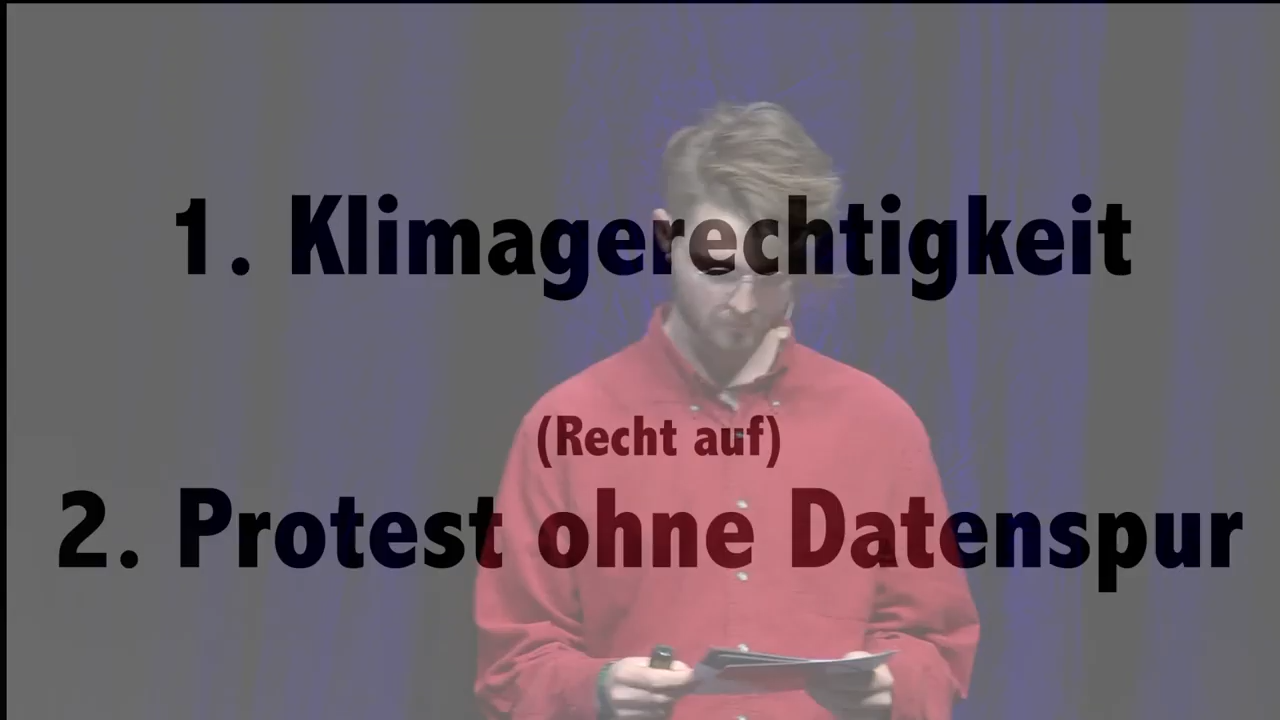 1. Klimagerechtigkeit
(Recht auf)
2. Protest ohne Datenspur